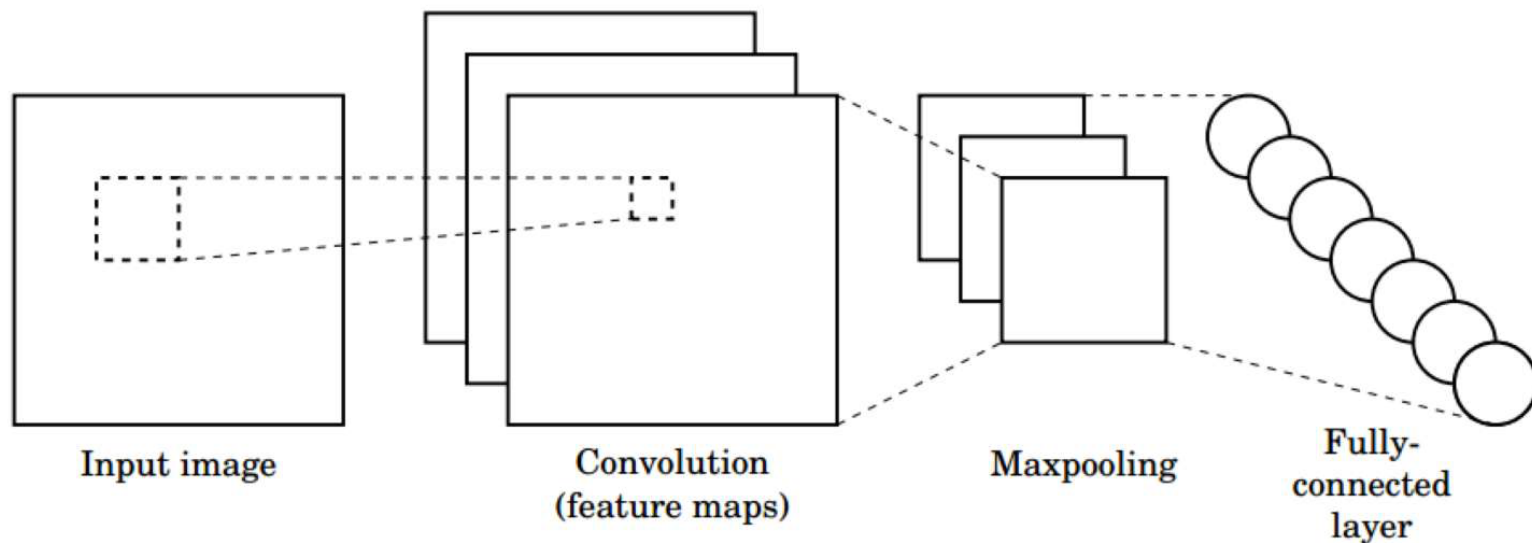 Input image
Convolution
(feature maps)
Maxpooling
Fully-
connected
layer